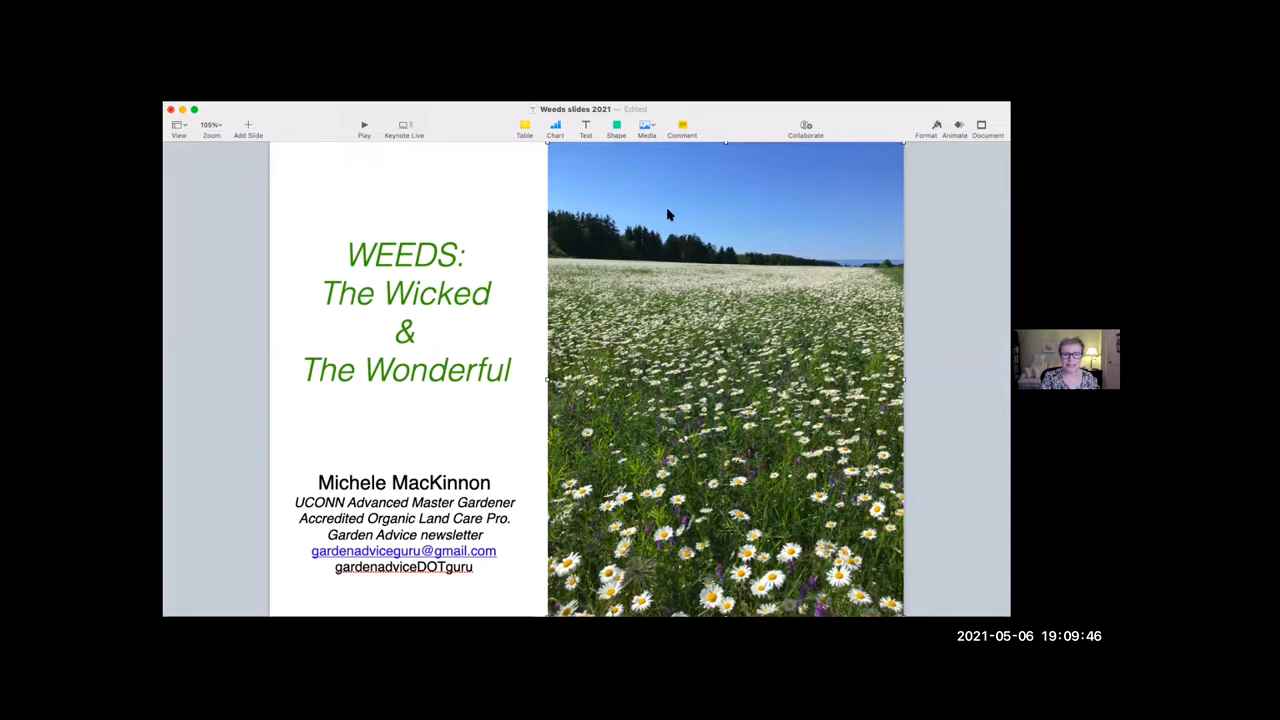 Weeds slides 2021 — Edited
105%
View Zoom Add Slide Play Keynote Live Table Chart Text Shape Media Comment Collaborate Format Animate Document
WEEDS:
The Wicked
&
The Wonderful
Michele MacKinnon
UCONN Advanced Master Gardener
Accredited Organic Land Care Pro.
Garden Advice newsletter
gardenadviceguru@gmail.com
gardenadviceDOTguru
2021-05-06 19:09:46